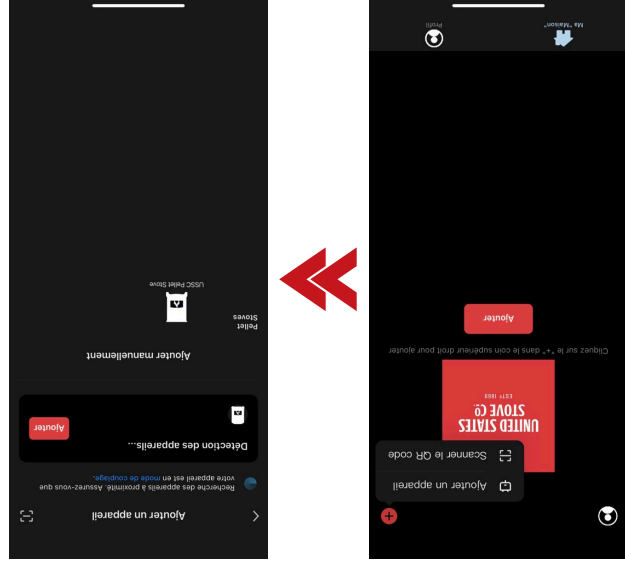 Ajouter un appareil
Scanner le QR code
UNITED STATES
STOVE CO.
EST'D 1869
Cliquez sur le "+" dans le coin supérieur droit pour ajouter
Ajouter
Ma "Maison"
Profil
Ajouter un appareil
Recherche des appareils à proximité. Assurez-vous que
votre appareil est en mode de couplage.
Détection des appareils...
Ajouter
Ajouter manuellement
Pellet
Stoves
USSC Pellet Stove